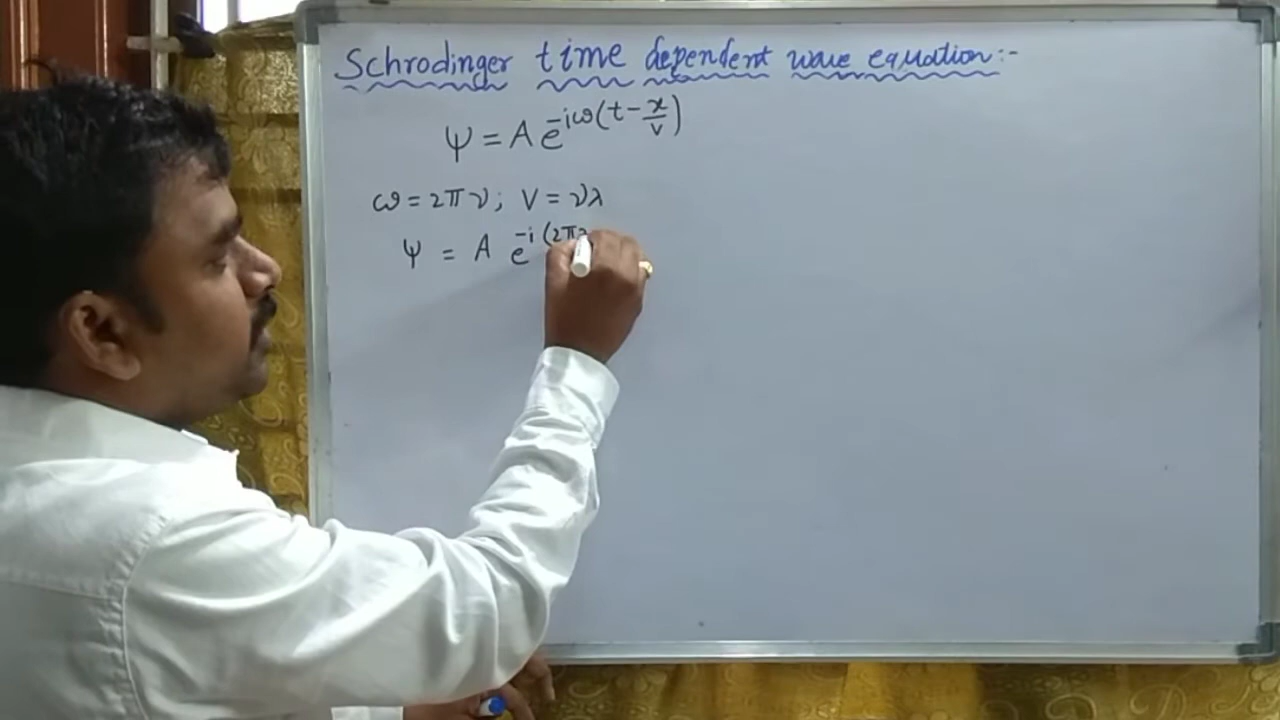 Schrodinger time dependent wave equation:-
Ψ = A e^{-iω(t - x/v)}
ω = 2πν; V = νλ
Ψ = A e^{-i(2π